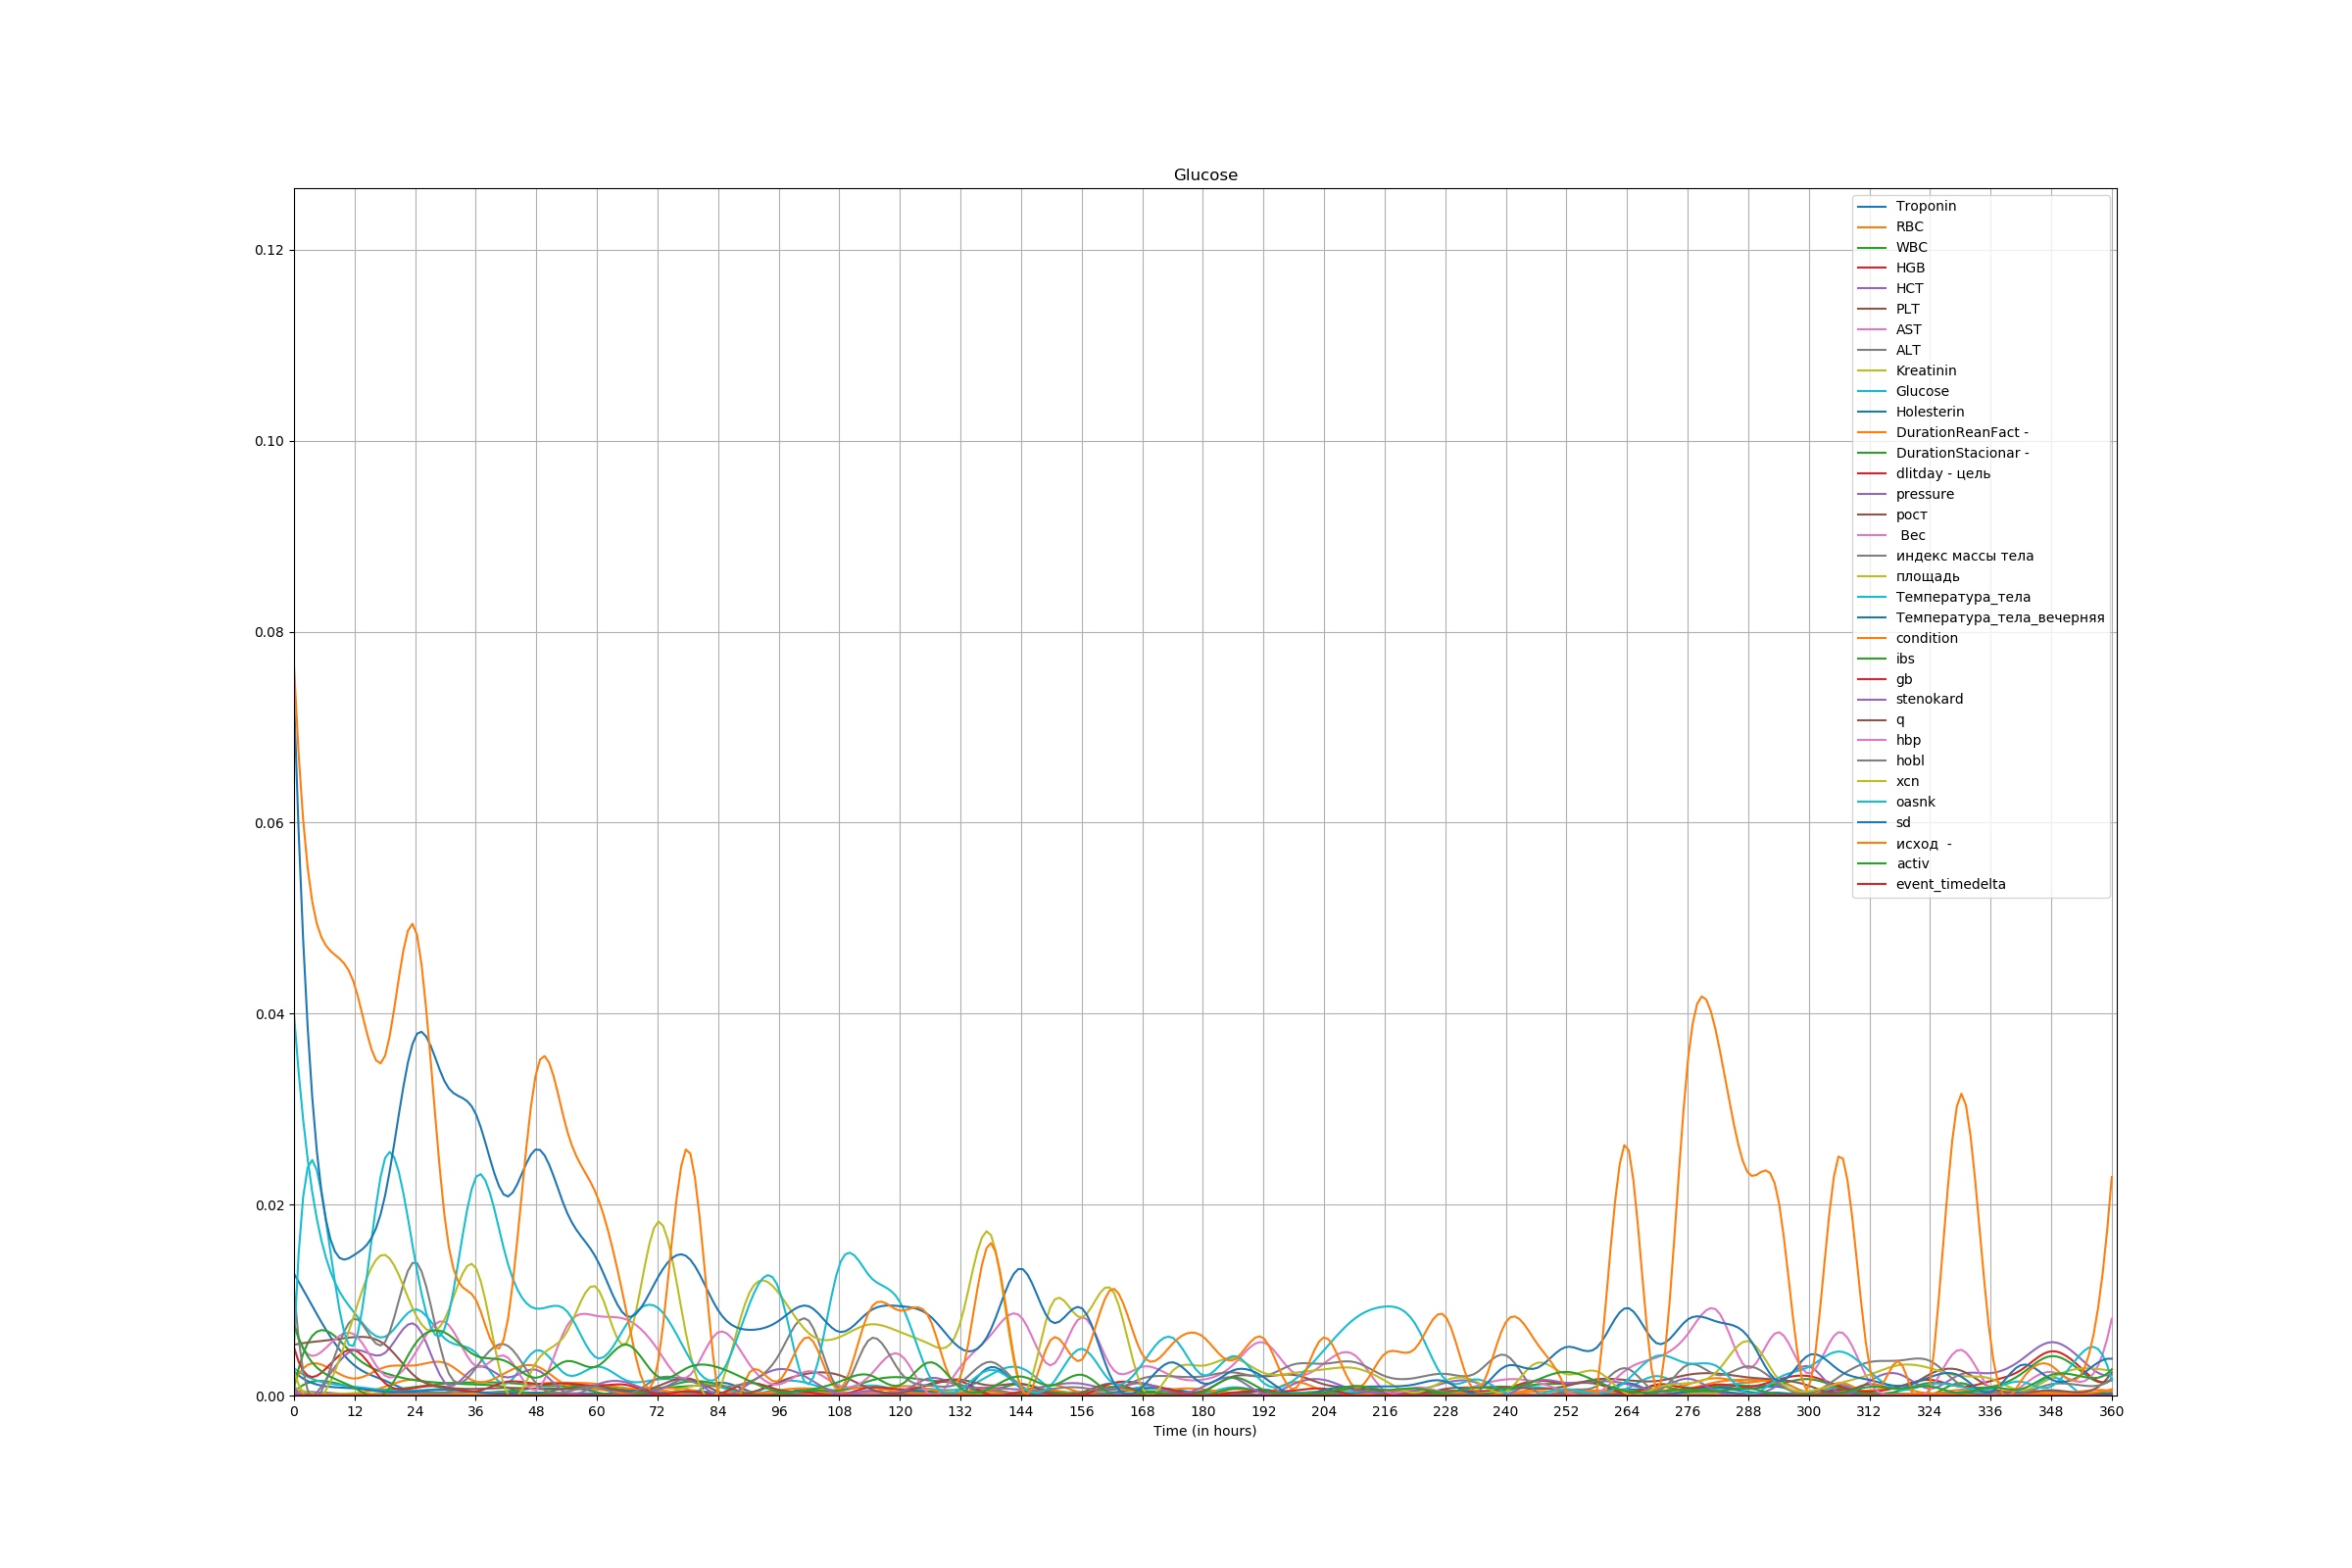 Glucose
0.12
0.10
0.08
0.06
0.04
0.02
0.00
Troponin
RBC
WBC
HGB
HCT
PLT
AST
ALT
Kreatinin
Glucose
Holesterin
DurationReanFact -
DurationStacionar -
dlitday - цель
pressure
рост
Вес
индекс массы тела
площадь
Температура_тела
Температура_тела_вечерняя
condition
ibs
gb
stenokard
q
hbp
hobl
xcn
oasnk
sd
исход  -
activ
event_timedelta
0 12 24 36 48 60 72 84 96 108 120 132 144 156 168 180 192 204 216 228 240 252 264 276 288 300 312 324 336 348 360
Time (in hours)